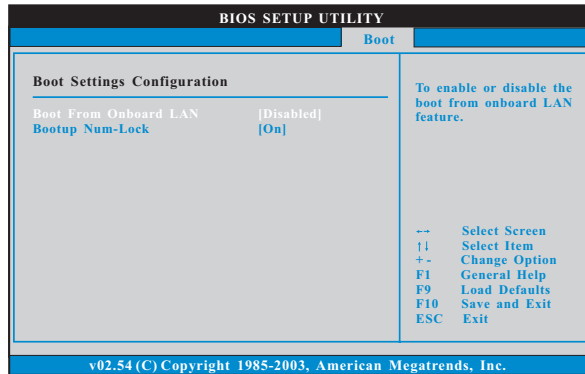 BIOS SETUP UTILITY
Boot
Boot Settings Configuration
Boot From Onboard LAN [Disabled]
Bootup Num-Lock [On]
To enable or disable the
boot from onboard LAN
feature.
←→ Select Screen
↑↓ Select Item
+ - Change Option
F1 General Help
F9 Load Defaults
F10 Save and Exit
ESC Exit
v02.54 (C) Copyright 1985-2003, American Megatrends, Inc.